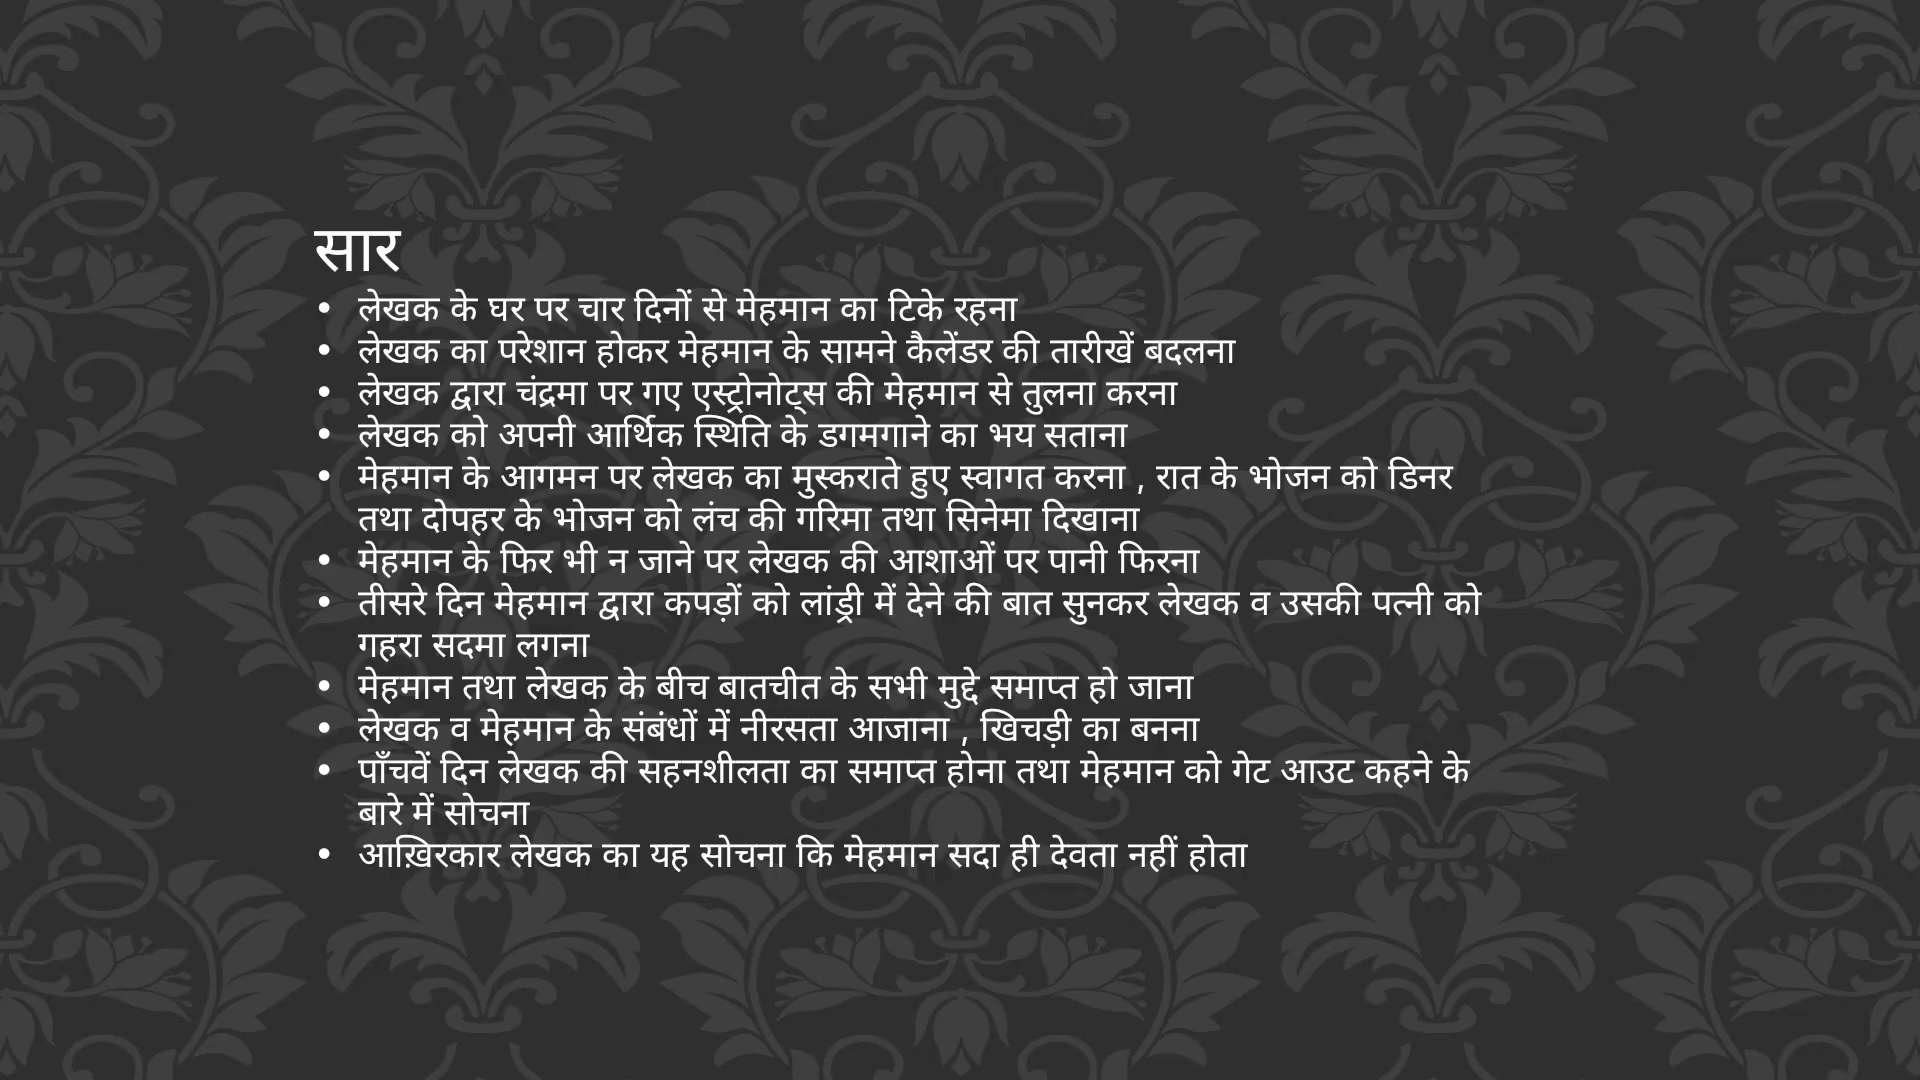 सार
• लेखक के घर पर चार दिनों से मेहमान का टिके रहना
• लेखक का परेशान होकर मेहमान के सामने कैलेंडर की तारीखें बदलना
• लेखक द्वारा चंद्रमा पर गए एस्ट्रोनोट्स की मेहमान से तुलना करना
• लेखक को अपनी आर्थिक स्थिति के डगमगाने का भय सताना
• मेहमान के आगमन पर लेखक का मुस्कराते हुए स्वागत करना , रात के भोजन को डिनर
तथा दोपहर के भोजन को लंच की गरिमा तथा सिनेमा दिखाना
• मेहमान के फिर भी न जाने पर लेखक की आशाओं पर पानी फिरना
• तीसरे दिन मेहमान द्वारा कपड़ों को लांड्री में देने की बात सुनकर लेखक व उसकी पत्नी को
गहरा सदमा लगना
• मेहमान तथा लेखक के बीच बातचीत के सभी मुद्दे समाप्त हो जाना
• लेखक व मेहमान के संबंधों में नीरसता आजाना , खिचड़ी का बनना
• पाँचवें दिन लेखक की सहनशीलता का समाप्त होना तथा मेहमान को गेट आउट कहने के
बारे में सोचना
• आख़िरकार लेखक का यह सोचना कि मेहमान सदा ही देवता नहीं होता